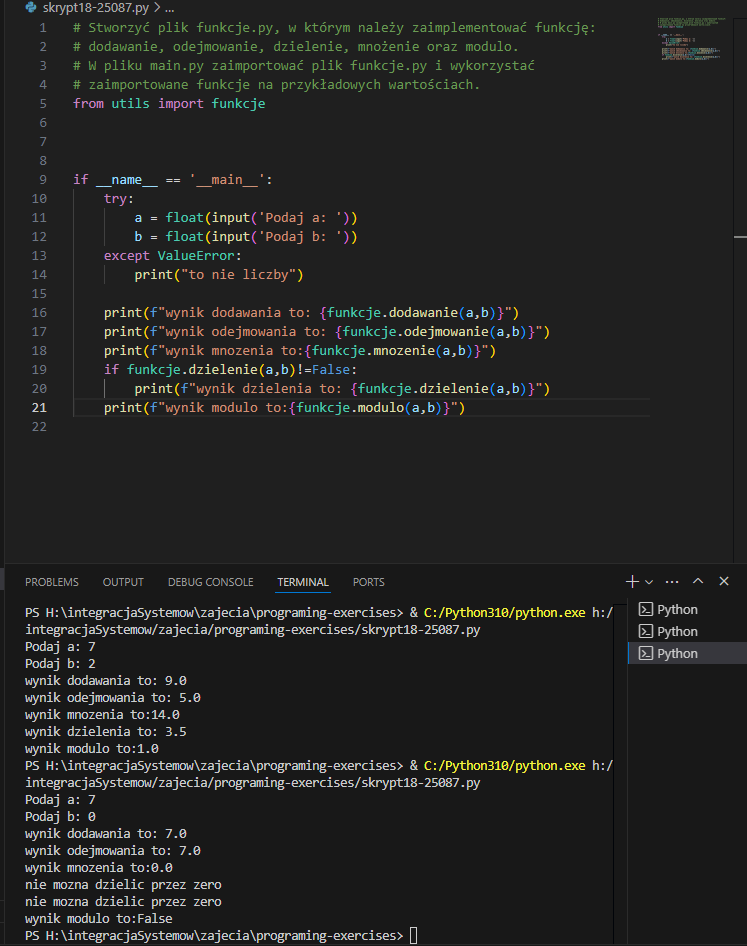 skrypt18-25087.py > ...
1 # Stworzyć plik funkcje.py, w którym należy zaimplementować funkcję:
2 # dodawanie, odejmowanie, dzielenie, mnożenie oraz modulo.
3 # W pliku main.py zaimportować plik funkcje.py i wykorzystać
4 # zaimportowane funkcje na przykładowych wartościach.
5 from utils import funkcje
6
7
8
9 if __name__ == '__main__':
10     try:
11         a = float(input('Podaj a: '))
12         b = float(input('Podaj b: '))
13     except ValueError:
14         print("to nie liczby")
15
16     print(f"wynik dodawania to: {funkcje.dodawanie(a,b)}")
17     print(f"wynik odejmowania to: {funkcje.odejmowanie(a,b)}")
18     print(f"wynik mnozenia to:{funkcje.mnozenie(a,b)}")
19     if funkcje.dzielenie(a,b)!=False:
20         print(f"wynik dzielenia to: {funkcje.dzielenie(a,b)}")
21     print(f"wynik modulo to:{funkcje.modulo(a,b)}")
22
PROBLEMS OUTPUT DEBUG CONSOLE TERMINAL PORTS
PS H:\integracjaSystemow\zajecia\programing-exercises> & C:/Python310/python.exe h:/
integracjaSystemow/zajecia/programing-exercises/skrypt18-25087.py
Podaj a: 7
Podaj b: 2
wynik dodawania to: 9.0
wynik odejmowania to: 5.0
wynik mnozenia to:14.0
wynik dzielenia to: 3.5
wynik modulo to:1.0
PS H:\integracjaSystemow\zajecia\programing-exercises> & C:/Python310/python.exe h:/
integracjaSystemow/zajecia/programing-exercises/skrypt18-25087.py
Podaj a: 7
Podaj b: 0
wynik dodawania to: 7.0
wynik odejmowania to: 7.0
wynik mnozenia to:0.0
nie mozna dzielic przez zero
nie mozna dzielic przez zero
wynik modulo to:False
PS H:\integracjaSystemow\zajecia\programing-exercises>
Python
Python
Python